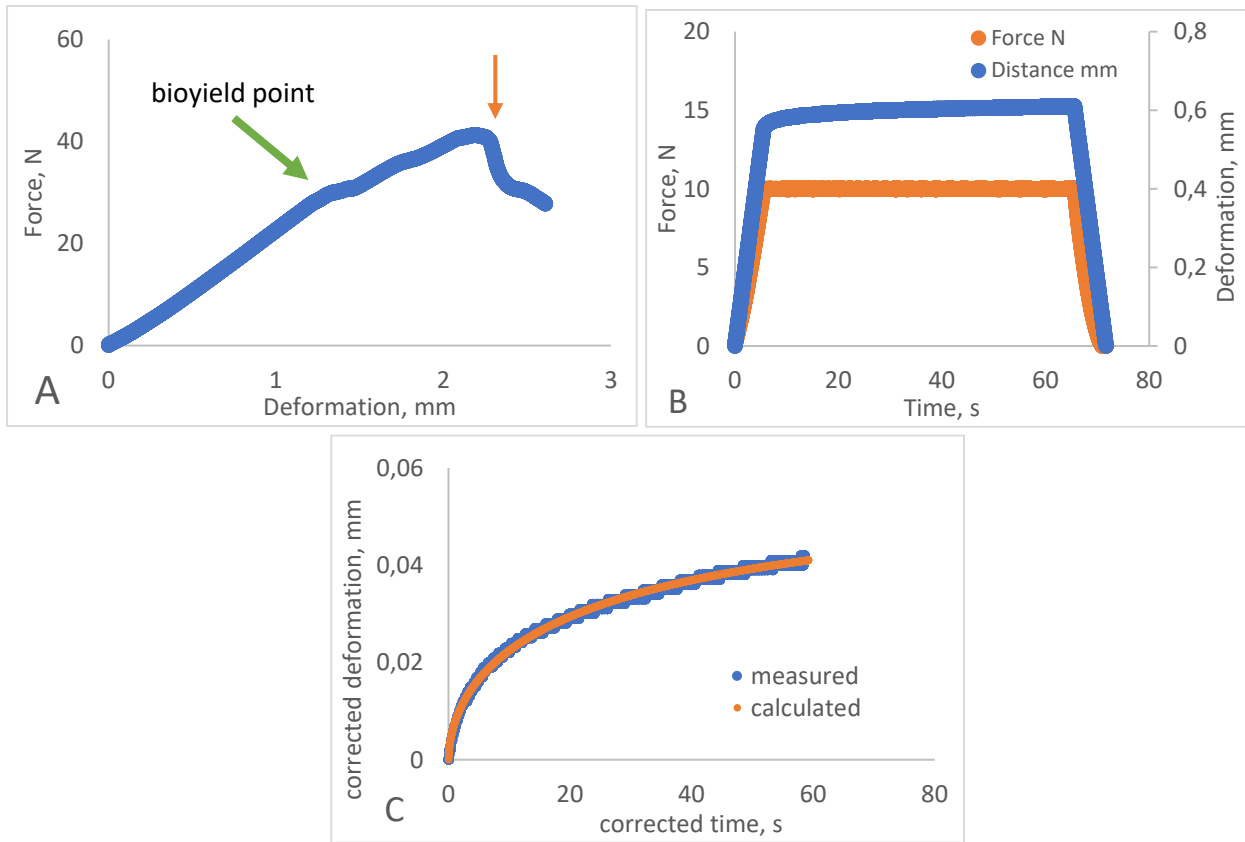 60
40
20
0
Force, N
bioyield point
0
1
2
3
Deformation, mm
A
20
15
10
5
0
Force, N
Force N
Distance mm
0,8
0,6
0,4
0,2
0
Deformation, mm
0
20
40
60
80
Time, s
B
0,06
0,04
0,02
0
corrected deformation, mm
measured
calculated
0
20
40
60
80
corrected time, s
C